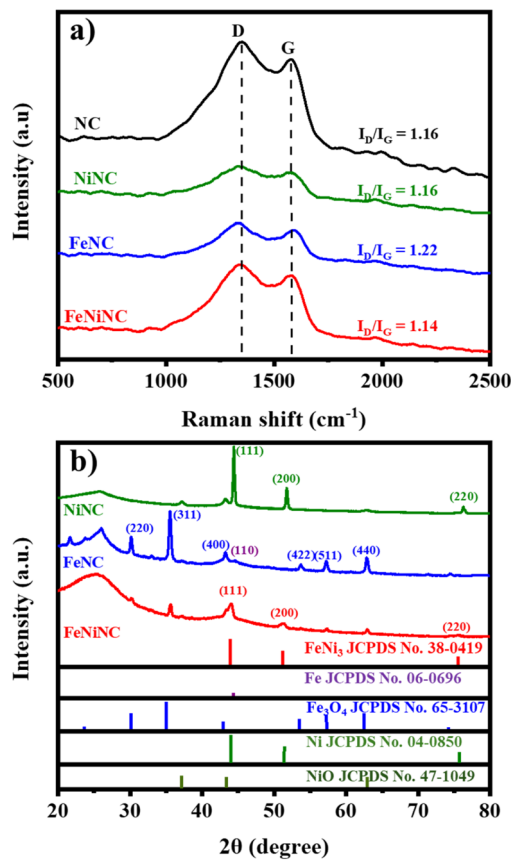 a)
D
G
NC
I_D/I_G = 1.16
NiNC
I_D/I_G = 1.16
FeNC
I_D/I_G = 1.22
FeNiNC
I_D/I_G = 1.14
Intensity (a.u)
500 1000 1500 2000 2500
Raman shift (cm⁻¹)
b)
(111)
(200)
(220)
NiNC
(311)
(220)
(400)
(110)
(422)
(511)
(440)
FeNC
(111)
(200)
(220)
FeNiNC
FeNi₃ JCPDS No. 38-0419
Fe JCPDS No. 06-0696
Fe₃O₄ JCPDS No. 65-3107
Ni JCPDS No. 04-0850
NiO JCPDS No. 47-1049
Intensity (a.u.)
20 30 40 50 60 70 80
2θ (degree)